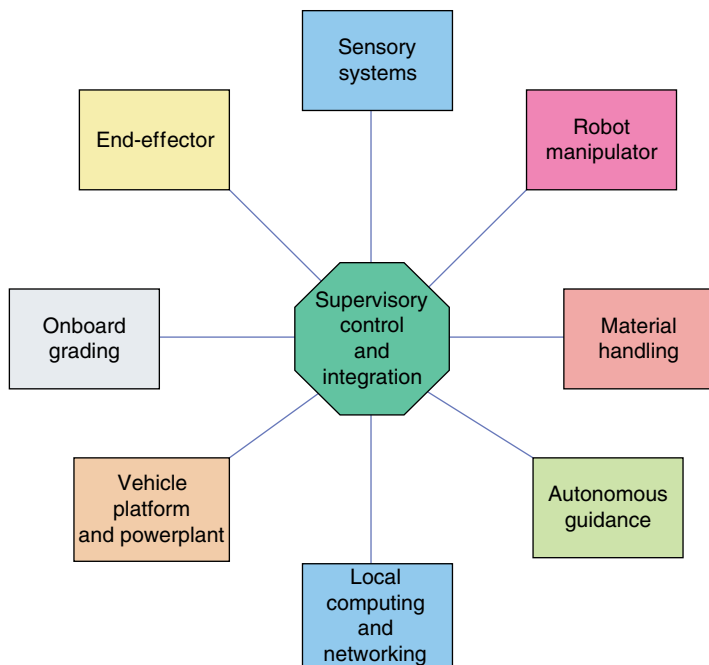 Sensory
systems
End-effector
Robot
manipulator
Onboard
grading
Supervisory
control
and
integration
Material
handling
Vehicle
platform
and powerplant
Autonomous
guidance
Local
computing
and
networking